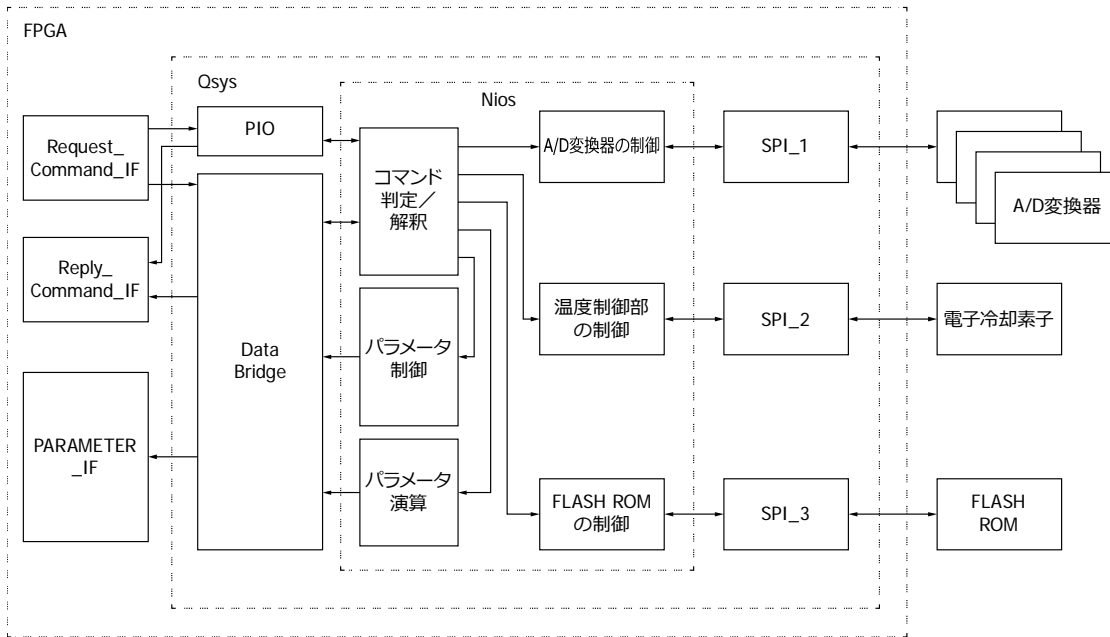 FPGA
Qsys
Nios
Request_
Command_IF
PIO
コマンド
判定／
解釈
A/D変換器の制御
SPI_1
A/D変換器
Reply_
Command_IF
Data
Bridge
パラメータ
制御
温度制御部
の制御
SPI_2
電子冷却素子
PARAMETER
_IF
パラメータ
演算
FLASH ROM
の制御
SPI_3
FLASH
ROM